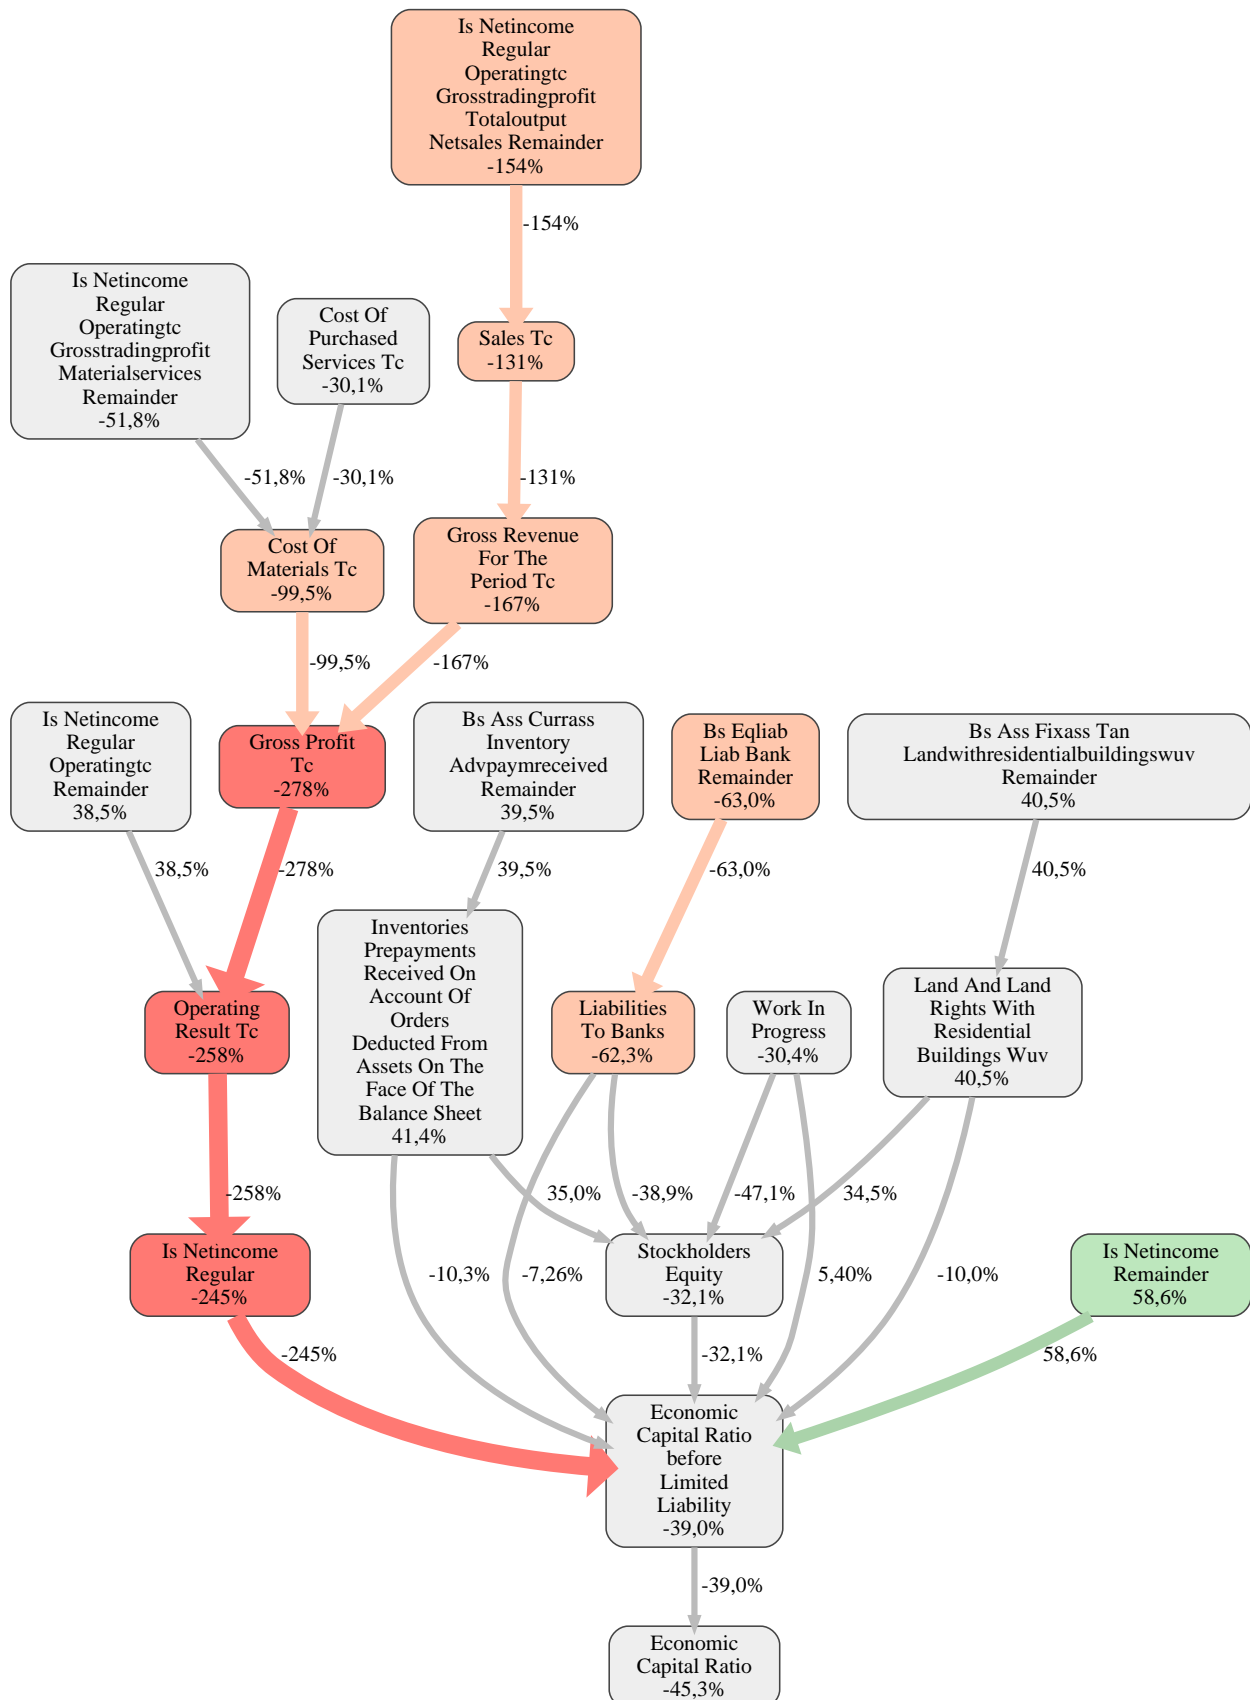 Is Netincome
Regular
Operatingtc
Grosstradingprofit
Totaloutput
Netsales Remainder
-154%
-154%
Is Netincome
Regular
Operatingtc
Grosstradingprofit
Materialservices
Remainder
-51,8%
Cost Of
Purchased
Services Tc
-30,1%
Sales Tc
-131%
-51,8%
-30,1%
-131%
Cost Of
Materials Tc
-99,5%
Gross Revenue
For The
Period Tc
-167%
-99,5%
-167%
Is Netincome
Regular
Operatingtc
Remainder
38,5%
Gross Profit
Tc
-278%
Bs Ass Currass
Inventory
Advpaymreceived
Remainder
39,5%
Bs Eqliab
Liab Bank
Remainder
-63,0%
Bs Ass Fixass Tan
Landwithresidentialbuildingswuv
Remainder
40,5%
38,5%
-278%
39,5%
-63,0%
40,5%
Inventories
Prepayments
Received On
Account Of
Orders
Deducted From
Assets On The
Face Of The
Balance Sheet
41,4%
Operating
Result Tc
-258%
Liabilities
To Banks
-62,3%
Work In
Progress
-30,4%
Land And Land
Rights With
Residential
Buildings Wuv
40,5%
-258%
35,0%
-38,9%
-47,1%
34,5%
Is Netincome
Regular
-245%
Stockholders
Equity
-32,1%
Is Netincome
Remainder
58,6%
-10,3%
-7,26%
5,40%
-10,0%
-245%
-32,1%
58,6%
Economic
Capital Ratio
before
Limited
Liability
-39,0%
-39,0%
Economic
Capital Ratio
-45,3%